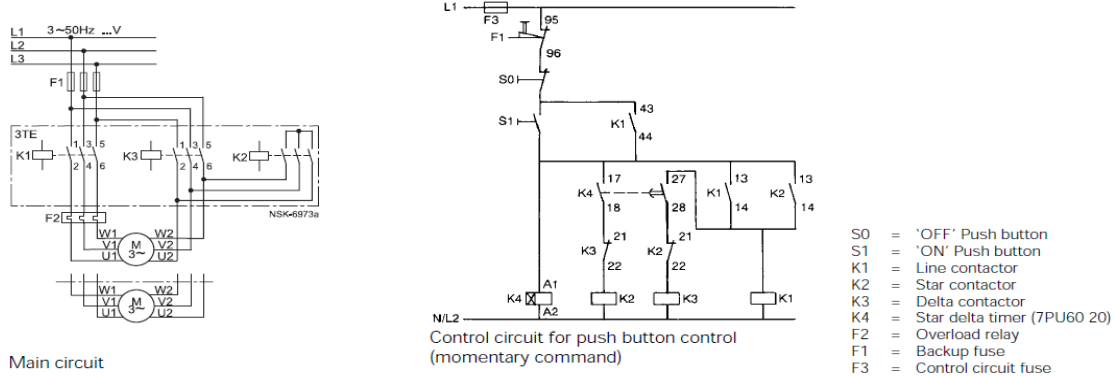 L1 3~50Hz ...V
L2
L3
F1
3TE
K1 1 3 5 K3 1 3 5 K2
2 4 6 2 4 6
NSK-6973a
F2
W1 M W2
V1 3~ V2
U1 U2
W1 M W2
V1 3~ V2
U1 U2
Main circuit
L1
F3
95
F1
96
S0
43
S1 K1
44
17 27 13 13
K4 K1 K2
18 28 14 14
21 21
K3 K2
22 22
A1
K4 K2 K3 K1
A2
N/L2
Control circuit for push button control
(momentary command)
S0 = ‘OFF’ Push button
S1 = ‘ON’ Push button
K1 = Line contactor
K2 = Star contactor
K3 = Delta contactor
K4 = Star delta timer (7PU60 20)
F2 = Overload relay
F1 = Backup fuse
F3 = Control circuit fuse